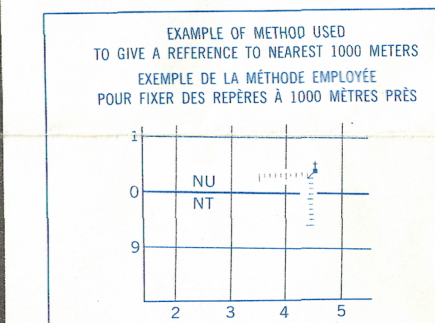 EXAMPLE OF METHOD USED
TO GIVE A REFERENCE TO NEAREST 1000 METERS
EXEMPLE DE LA MÉTHODE EMPLOYÉE
POUR FIXER DES REPÈRES À 1000 MÈTRES PRÈS
1
NU
0
NT
9
2 3 4 5